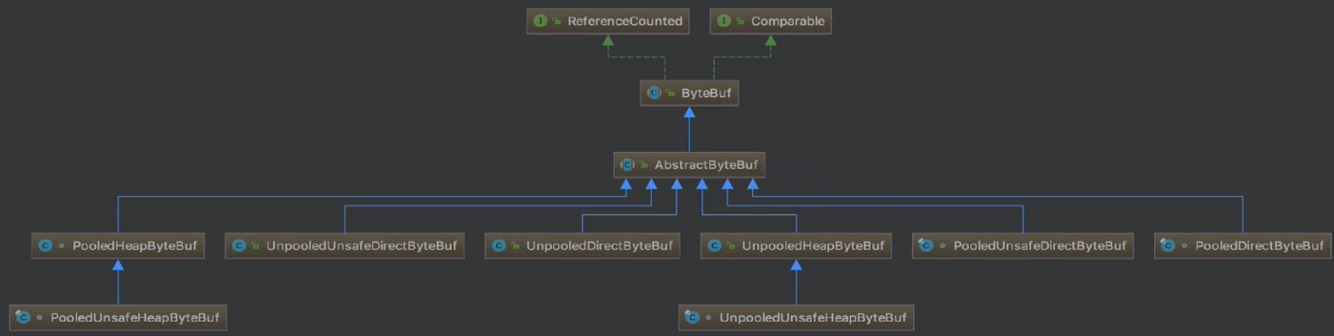 ReferenceCounted
Comparable
ByteBuf
AbstractByteBuf
PooledHeapByteBuf
UnpooledUnsafeDirectByteBuf
UnpooledDirectByteBuf
UnpooledHeapByteBuf
PooledUnsafeDirectByteBuf
PooledDirectByteBuf
PooledUnsafeHeapByteBuf
UnpooledUnsafeHeapByteBuf